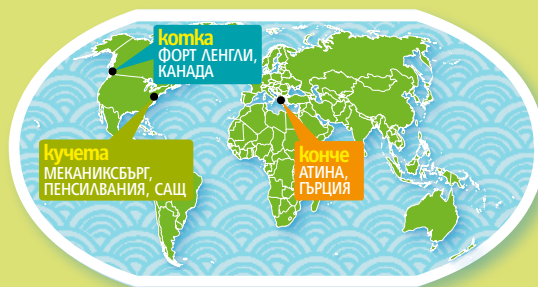 котка
ФОРТ ЛЕНГЛИ,
КАНАДА
кучета
МЕКАНИКСБЪРГ,
ПЕНСИЛВАНИЯ, САЩ
конче
АТИНА,
ГЪРЦИЯ